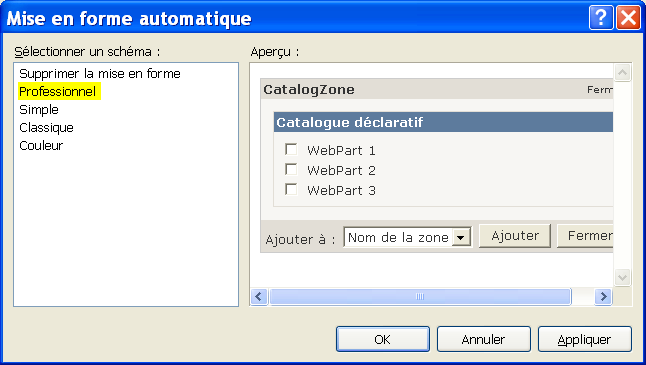 Mise en forme automatique
Sélectionner un schéma :
Supprimer la mise en forme
Professionnel
Simple
Classique
Couleur
Aperçu :
CatalogZone Ferm
Catalogue déclaratif
WebPart 1
WebPart 2
WebPart 3
Ajouter à : Nom de la zone Ajouter Fermer
OK Annuler Appliquer